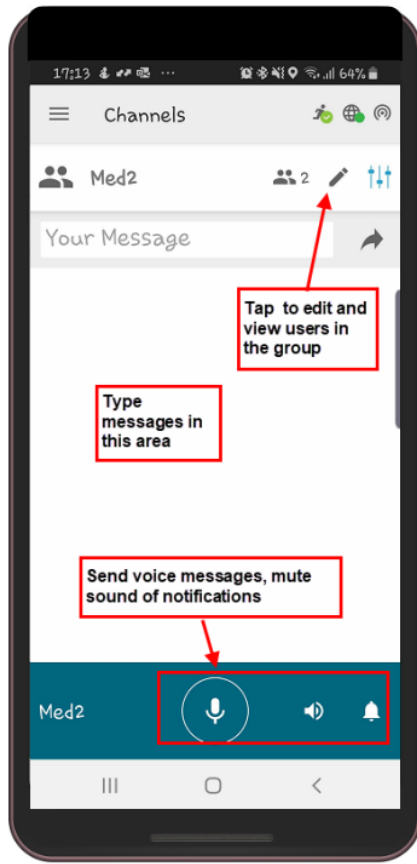 17:13 ... 64%
Channels
Med2 2
Your Message
Tap to edit and
view users in
the group
Type
messages in
this area
Send voice messages, mute
sound of notifications
Med2